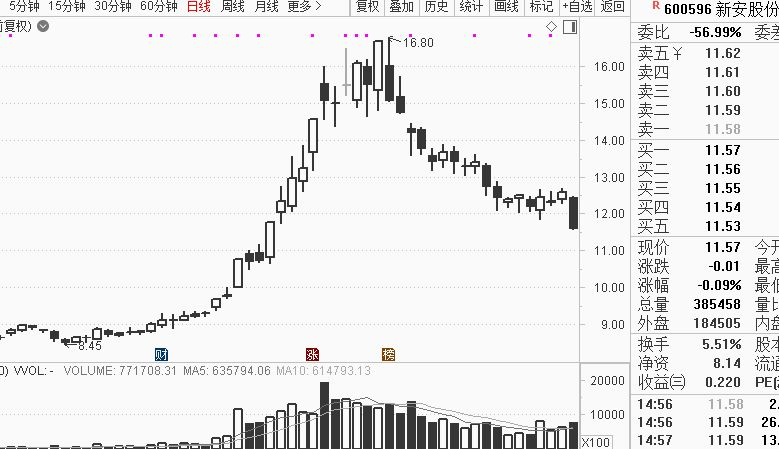 5分钟 15分钟 30分钟 60分钟 日线 周线 月线 更多 >
复权 叠加 历史 统计 画线 标记 +自选 返回
R 600596 新安股份
前复权)
委比 -56.99% 委差
卖五 ¥ 11.62
卖四 11.61
卖三 11.60
卖二 11.59
卖一 11.58
买一 11.57
买二 11.56
买三 11.55
买四 11.54
买五 11.53
现价 11.57 今开
涨跌 -0.01 最高
涨幅 -0.09% 最低
总量 385458 量比
外盘 184505 内盘
换手 5.51% 股本
净资 8.14 流通
收益㈢ 0.220 PE(
14:56 11.58 2.
14:56 11.59 26.
14:57 11.59 13.
16.80
16.00
15.00
14.00
13.00
12.00
11.00
10.00
9.00
8.45
财 涨 榜
0) VVOL: - VOLUME: 771708.31 MA5: 635794.06 MA10: 614793.13
20000
10000
X100